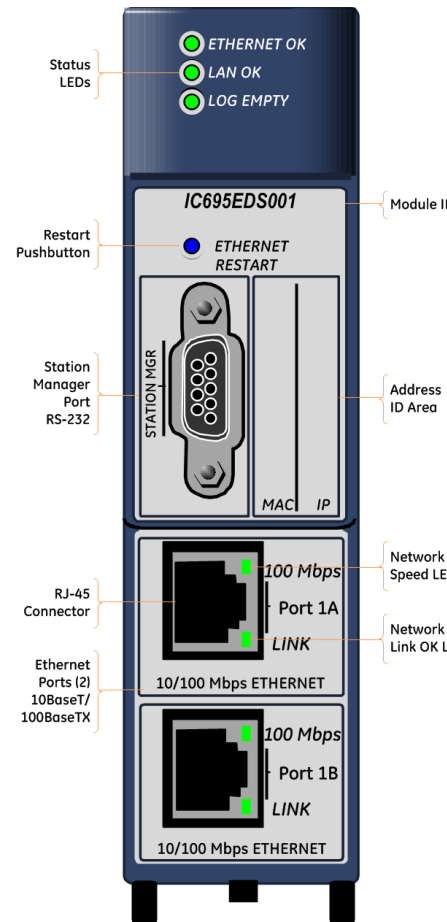 ETHERNET OK
Status
LEDs
LAN OK
LOG EMPTY
IC695EDS001
Module I
Restart
Pushbutton
ETHERNET
RESTART
Station
Manager
Port
RS-232
STATION MGR
Address
ID Area
MAC IP
Network
Speed LE
100 Mbps
RJ-45
Connector
Port 1A
Network
Link OK L
LINK
Ethernet
Ports (2)
10BaseT/
100BaseTX
10/100 Mbps ETHERNET
100 Mbps
Port 1B
LINK
10/100 Mbps ETHERNET